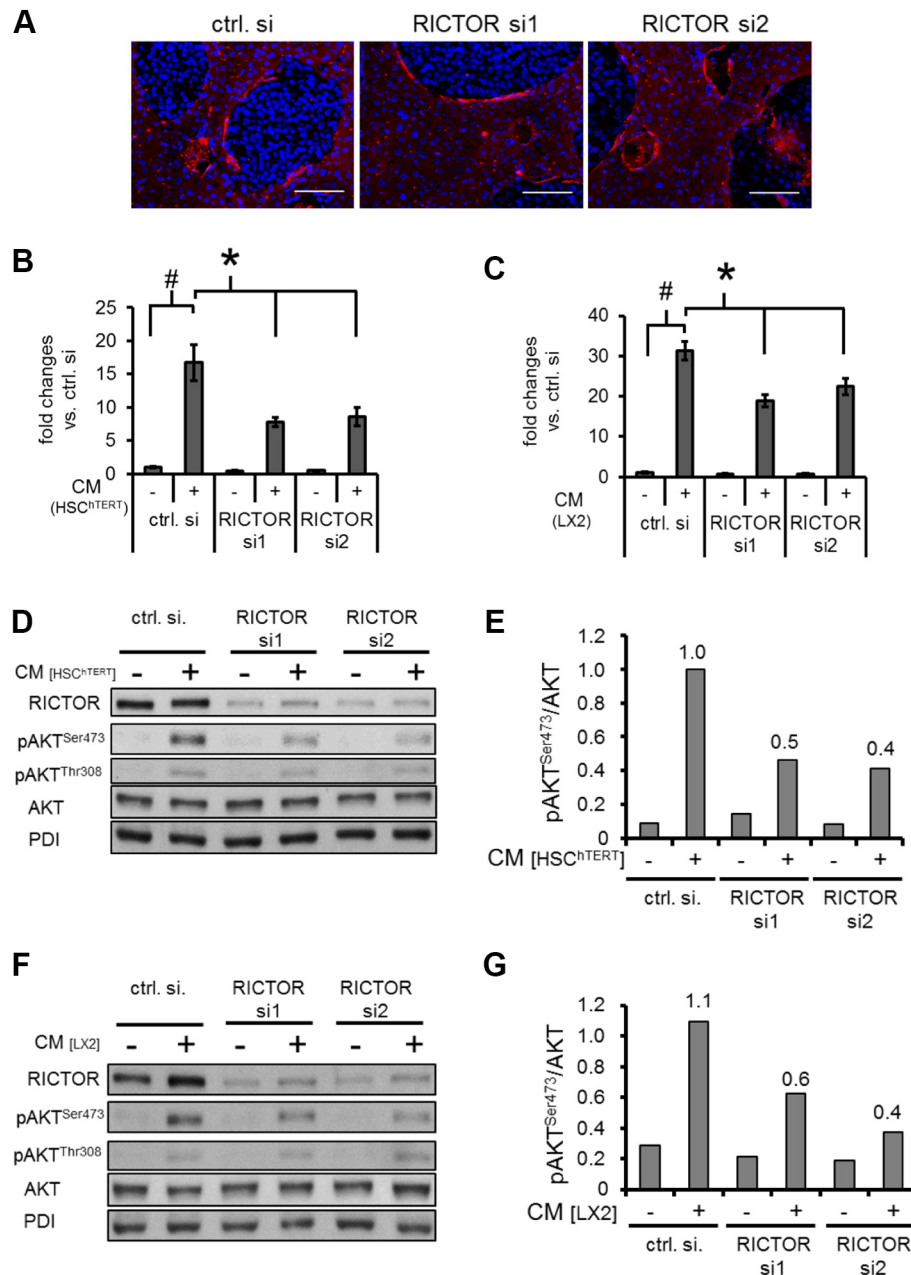 A
ctrl. si RICTOR si1 RICTOR si2
B
# *
25
20
15
10
5
0
fold changes
vs. ctrl. si
CM
(HSChTERT)
- + - + - +
ctrl. si RICTOR RICTOR
si1 si2
C
# *
40
30
20
10
0
fold changes
vs. ctrl. si
CM
(LX2)
- + - + - +
ctrl. si RICTOR RICTOR
si1 si2
D
ctrl. si. RICTOR RICTOR
si1 si2
CM [HSChTERT] - + - + - +
RICTOR
pAKTSer473
pAKTThr308
AKT
PDI
E
1.2
1.0
0.8
0.6
0.4
0.2
0
pAKTSer473/AKT
1.0
0.5
0.4
CM [HSChTERT] - + - + - +
ctrl. si. RICTOR RICTOR
si1 si2
F
ctrl. si. RICTOR RICTOR
si1 si2
CM [LX2] - + - + - +
RICTOR
pAKTSer473
pAKTThr308
AKT
PDI
G
1.2
1.0
0.8
0.6
0.4
0.2
0
pAKTSer473/AKT
1.1
0.6
0.4
CM [LX2] - + - + - +
ctrl. si. RICTOR RICTOR
si1 si2